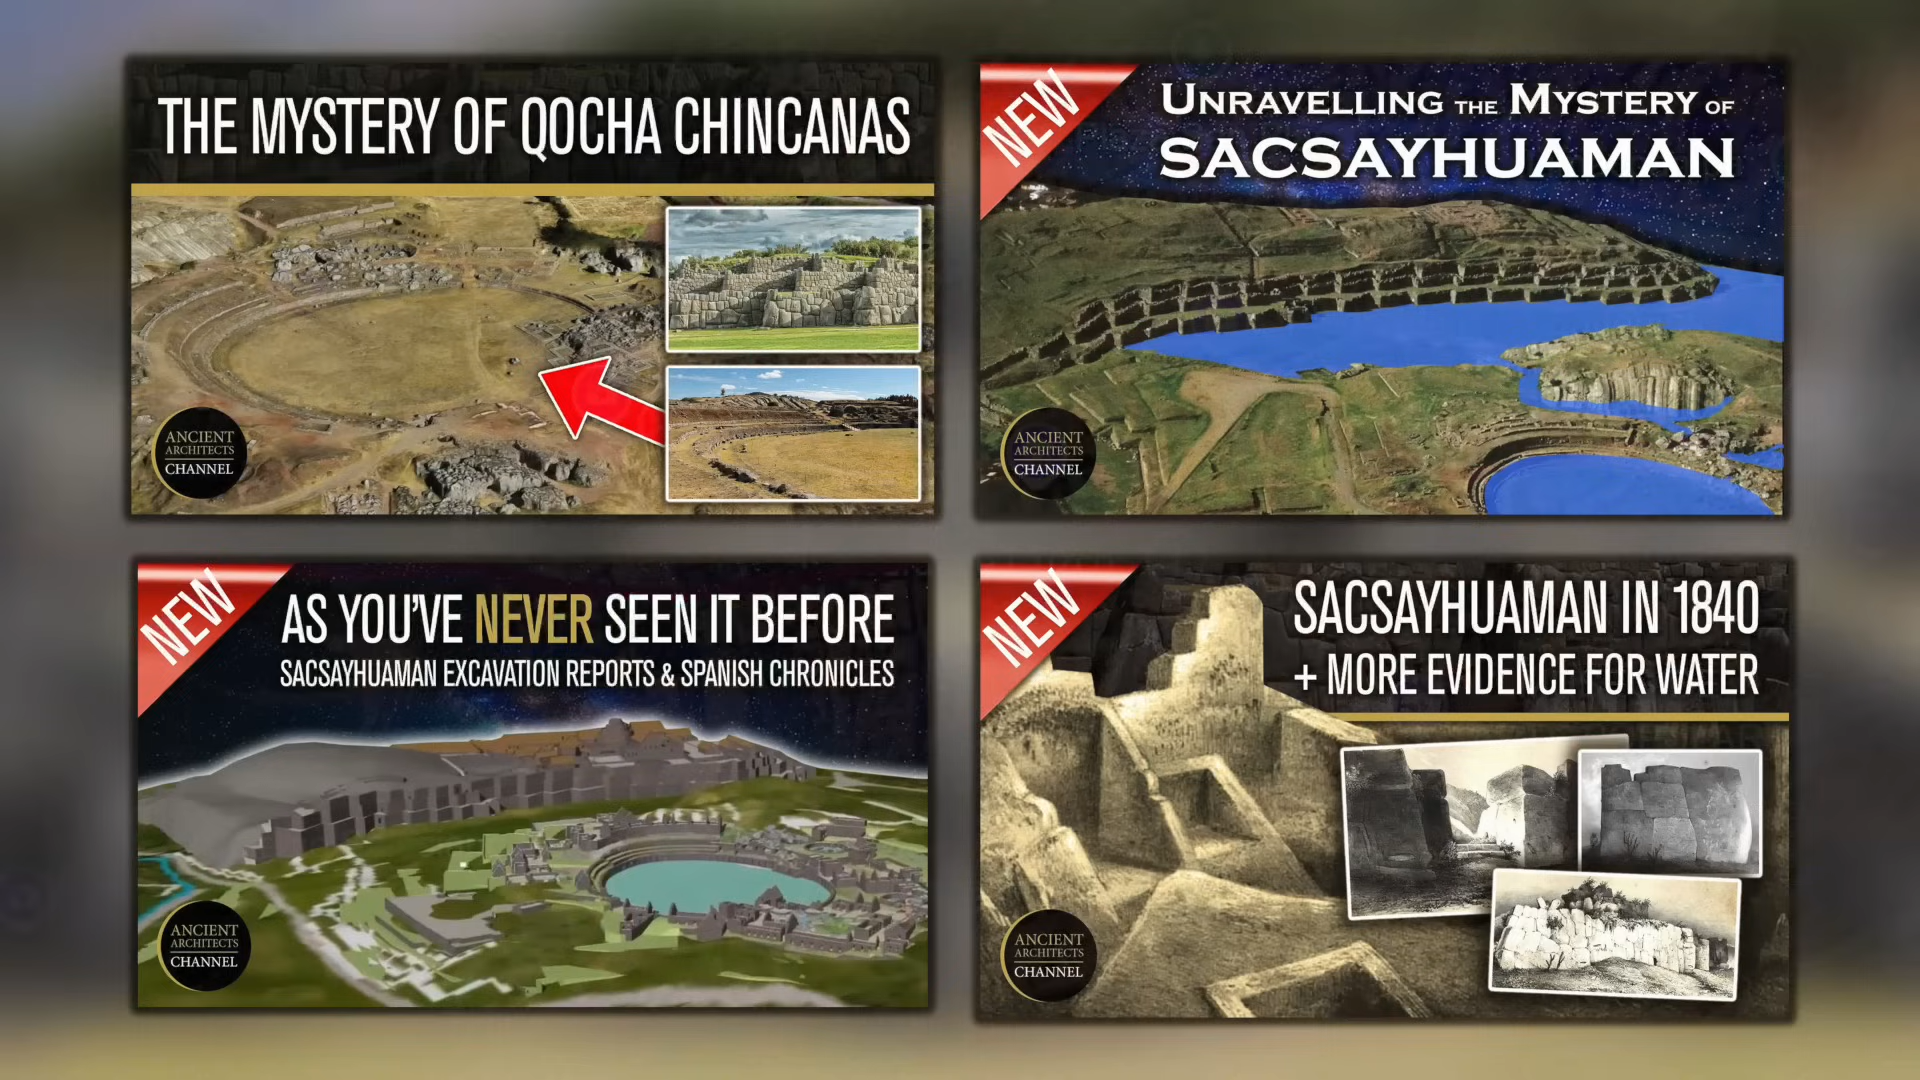 THE MYSTERY OF QOCHA CHINCANAS
ANCIENT
ARCHITECTS
CHANNEL
NEW
UNRAVELLING THE MYSTERY OF
SACSAYHUAMAN
ANCIENT
ARCHITECTS
CHANNEL
NEW
AS YOU'VE NEVER SEEN IT BEFORE
SACSAYHUAMAN EXCAVATION REPORTS & SPANISH CHRONICLES
ANCIENT
ARCHITECTS
CHANNEL
NEW
SACSAYHUAMAN IN 1840
+ MORE EVIDENCE FOR WATER
ANCIENT
ARCHITECTS
CHANNEL